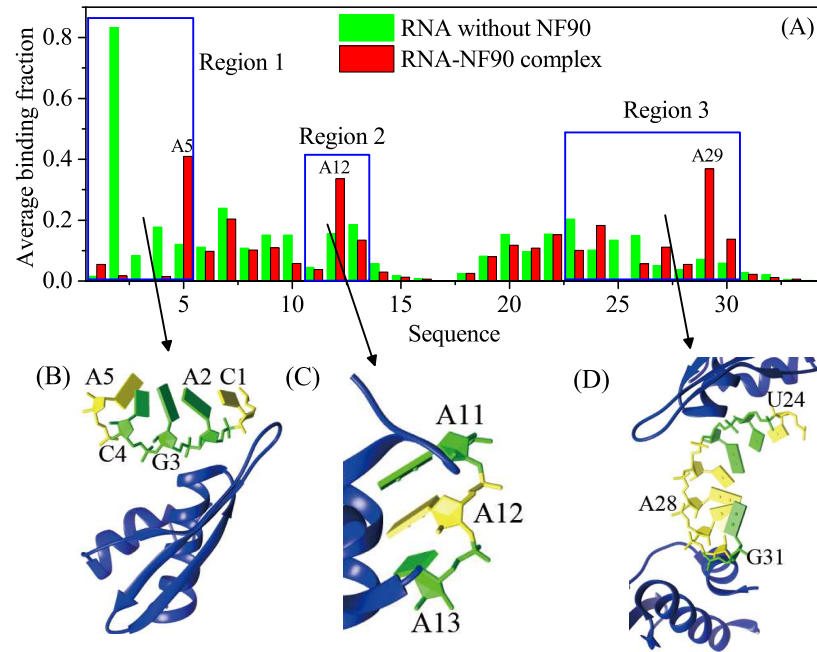 RNA without NF90
RNA-NF90 complex
(A)
Average binding fraction
0.8
0.6
0.4
0.2
0.0
Region 1
Region 2
Region 3
A5
A12
A29
5
10
15
20
25
30
Sequence
(B)
A5
A2
C1
C4
G3
(C)
A11
A12
A13
(D)
U24
A28
G31